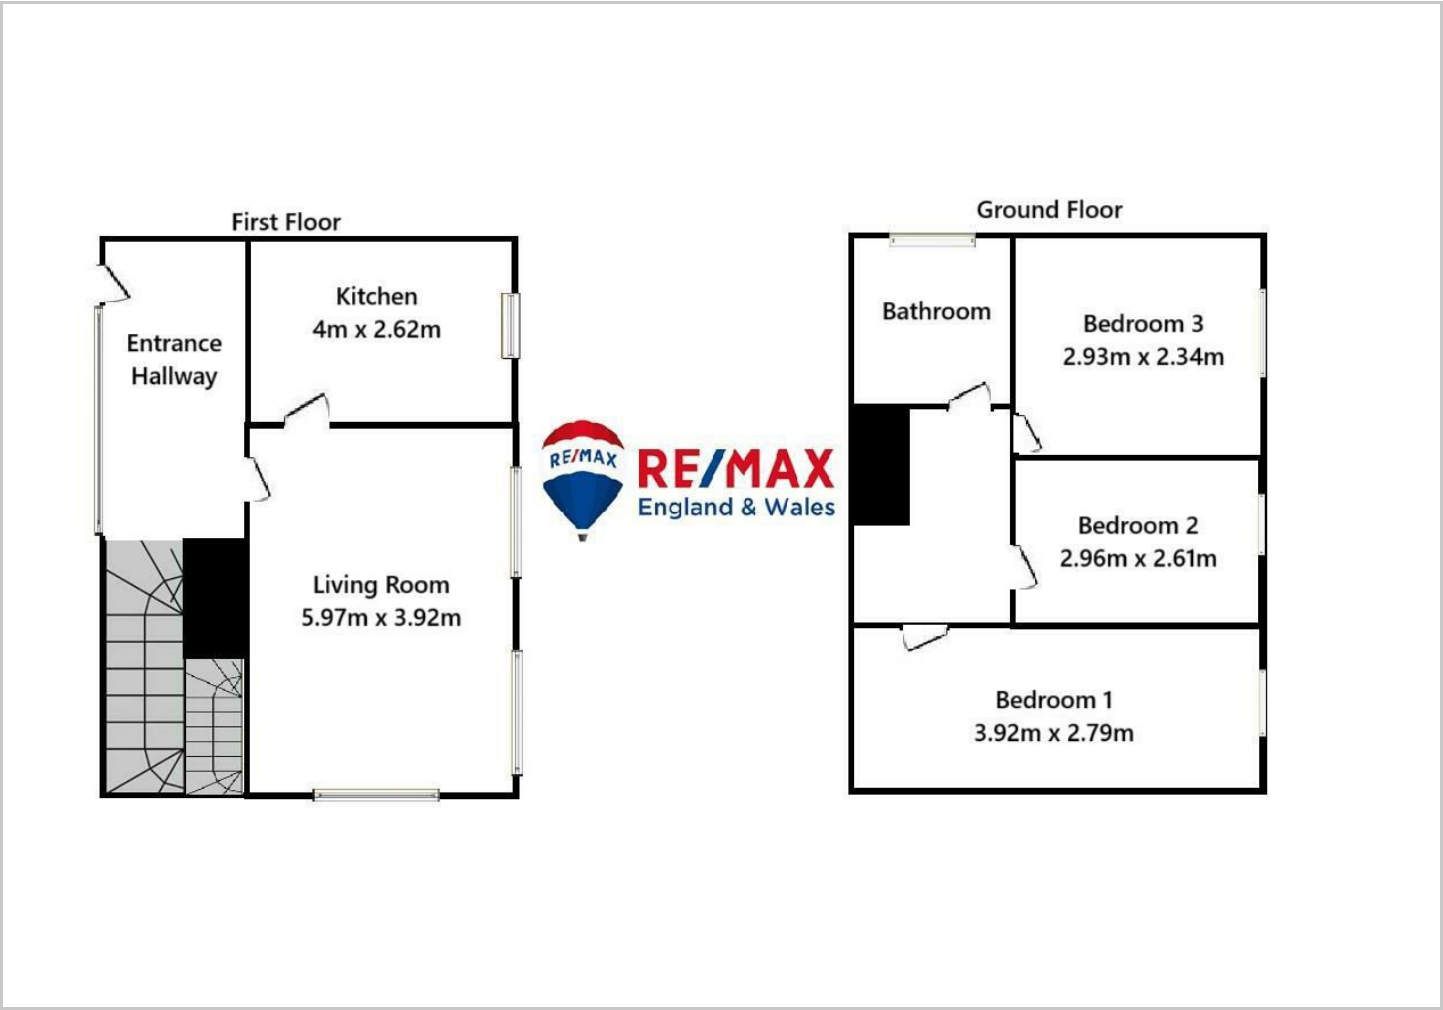 First Floor
Kitchen
4m x 2.62m
Entrance
Hallway
Living Room
5.97m x 3.92m
RE/MAX
RE/MAX
England & Wales
Ground Floor
Bathroom
Bedroom 3
2.93m x 2.34m
Bedroom 2
2.96m x 2.61m
Bedroom 1
3.92m x 2.79m